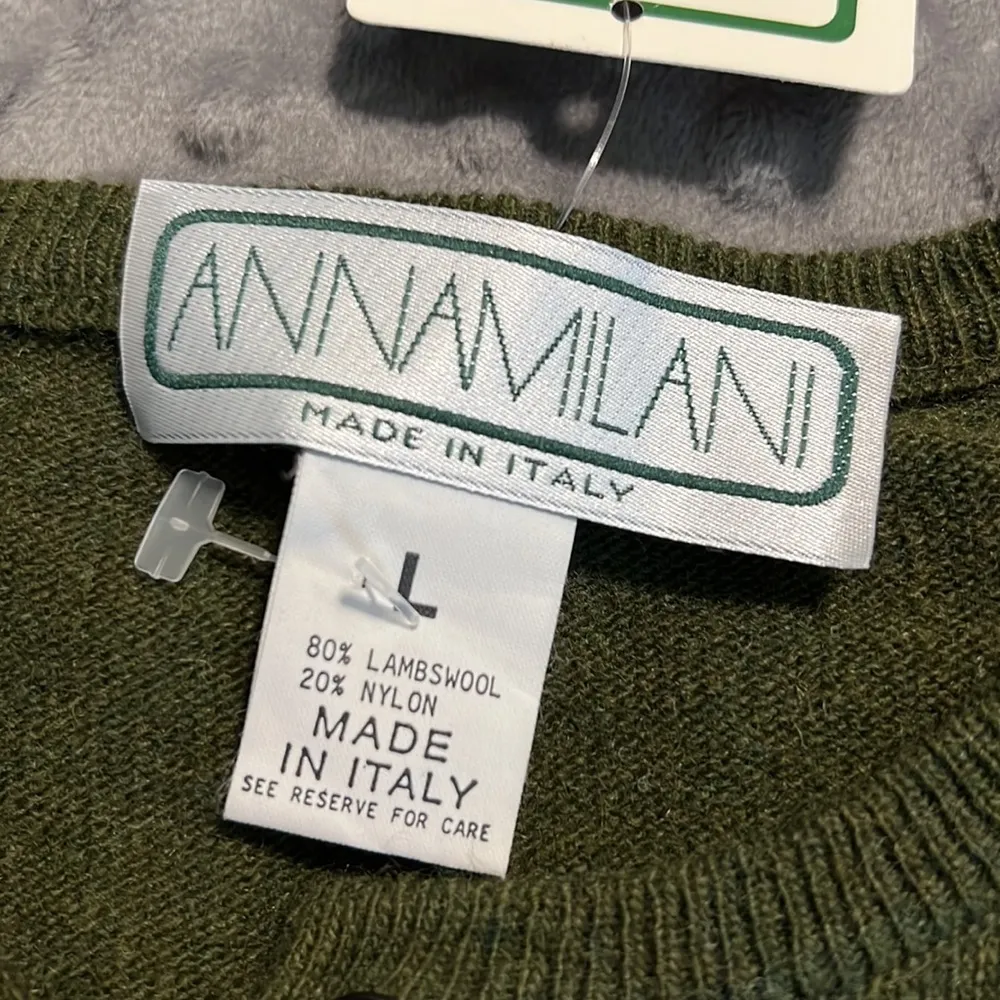 ANNAMILANI
MADE IN ITALY
L
80% LAMBSWOOL
20% NYLON
MADE
IN ITALY
SEE RESERVE FOR CARE